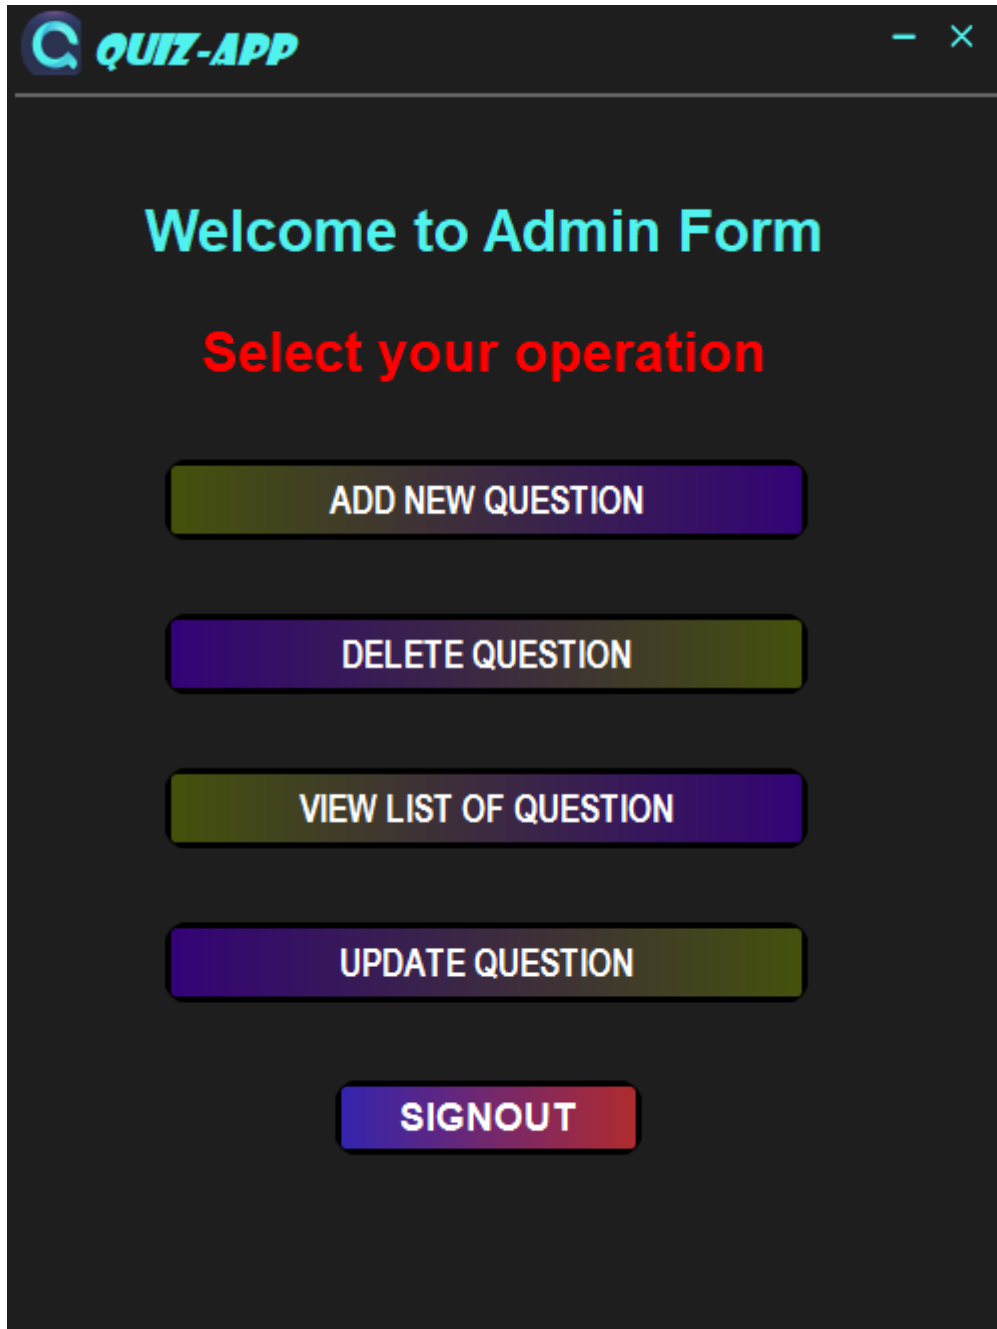 QUIZ-APP
Welcome to Admin Form
Select your operation
ADD NEW QUESTION
DELETE QUESTION
VIEW LIST OF QUESTION
UPDATE QUESTION
SIGNOUT